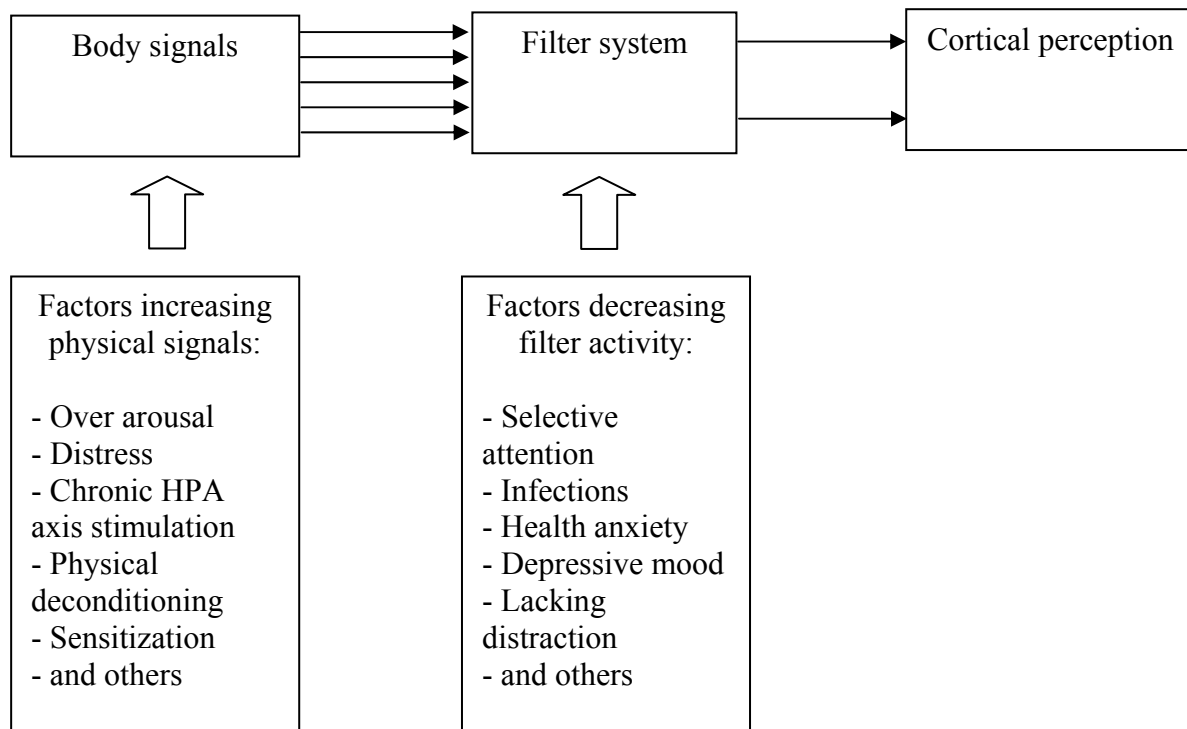 Body signals
Filter system
Cortical perception
Factors increasing
physical signals:
- Over arousal
- Distress
- Chronic HPA
axis stimulation
- Physical
deconditioning
- Sensitization
- and others
Factors decreasing
filter activity:
- Selective
attention
- Infections
- Health anxiety
- Depressive mood
- Lacking
distraction
- and others